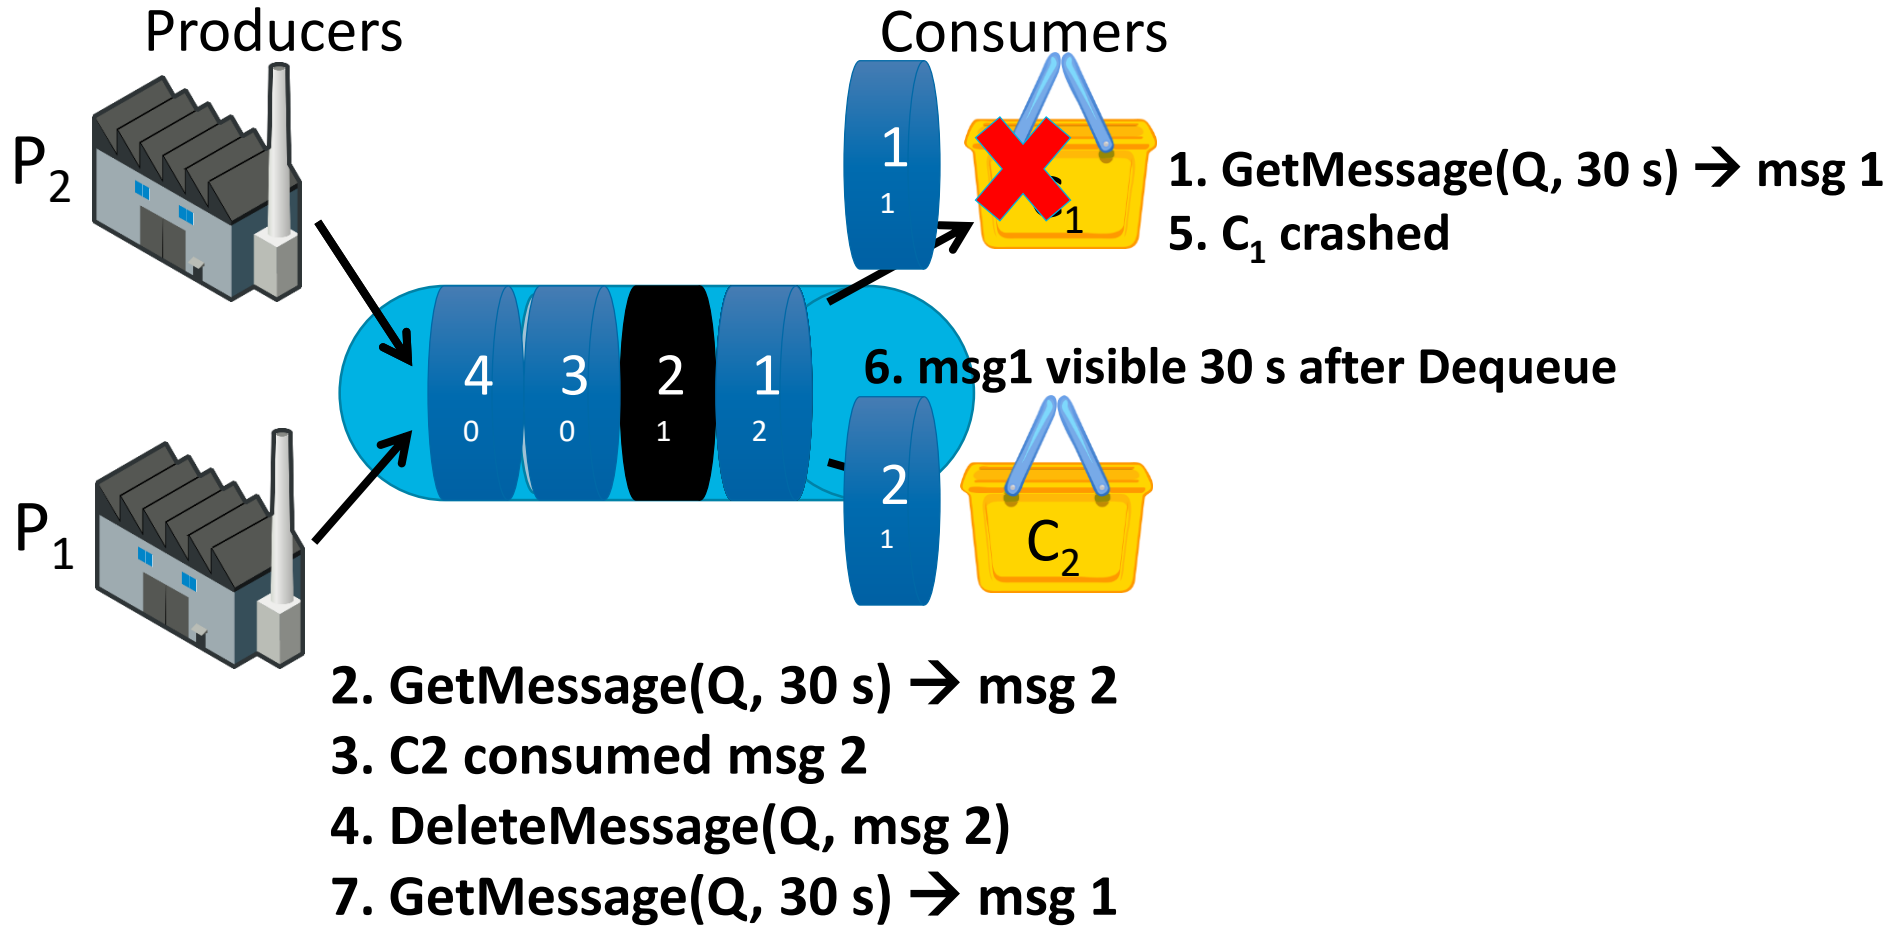 Producers
Consumers
P2
1
1
C1
1. GetMessage(Q, 30 s) → msg 1
5. C1 crashed
4
0
3
0
2
1
1
2
6. msg1 visible 30 s after Dequeue
P1
2
1
C2
2. GetMessage(Q, 30 s) → msg 2
3. C2 consumed msg 2
4. DeleteMessage(Q, msg 2)
7. GetMessage(Q, 30 s) → msg 1